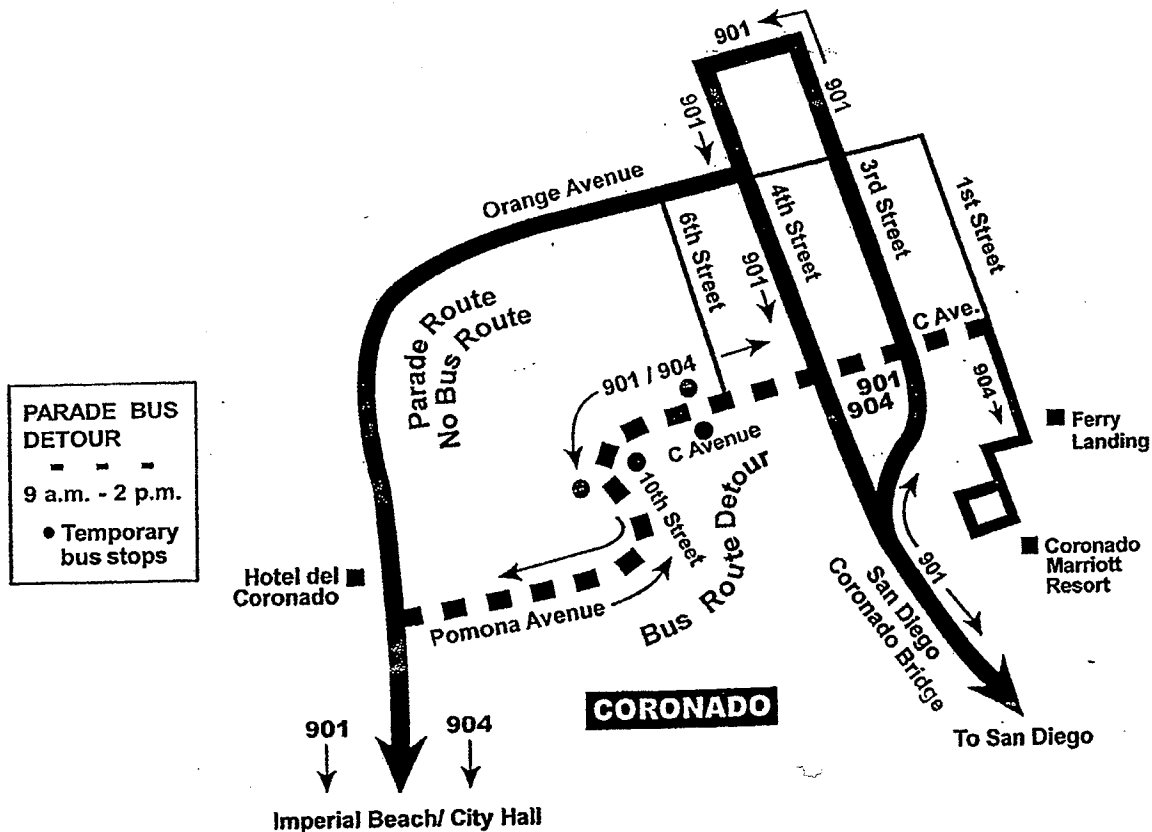 901
901
901
Orange Avenue
4th Street
3rd Street
1st Street
6th Street
901
C Ave.
Parade Route
No Bus Route
901 / 904
901
904
904
PARADE BUS
DETOUR
9 a.m. - 2 p.m.
Temporary
bus stops
C Avenue
10th Street
Bus Route Detour
Ferry
Landing
Coronado
Marriott
Resort
Hotel del
Coronado
Pomona Avenue
901
San Diego
Coronado Bridge
CORONADO
To San Diego
901
904
Imperial Beach/ City Hall